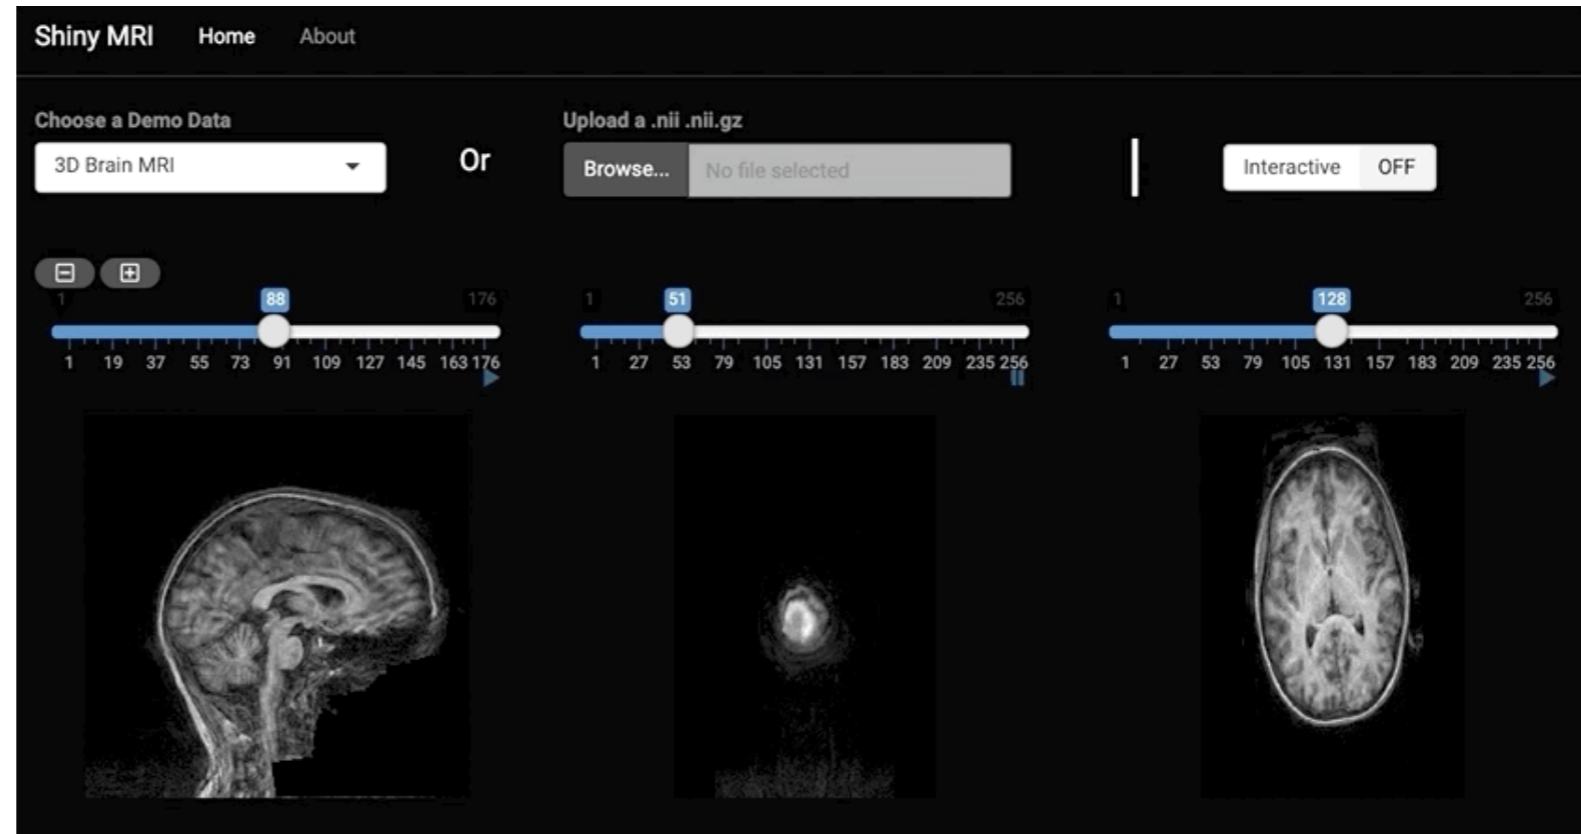 Shiny MRI Home About
Choose a Demo Data
3D Brain MRI
Or
Upload a .nii .nii.gz
Browse... No file selected
Interactive OFF
1 88 176
1 19 37 55 73 91 109 127 145 163 176
1 51 256
1 27 53 79 105 131 157 183 209 235 256
1 128 256
1 27 53 79 105 131 157 183 209 235 256